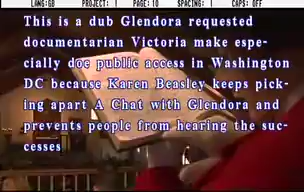 LANG:GB PROJECT: 1 PAGE: 10 SPACING: 1 CAPS: OFF
This is a dub Glendora requested
documentarian Victoria make espe-
cially doc public access in Washington
DC because Karen Beasley keeps pick-
ing apart A Chat with Glendora and
prevents people from hearing the suc-
cesses